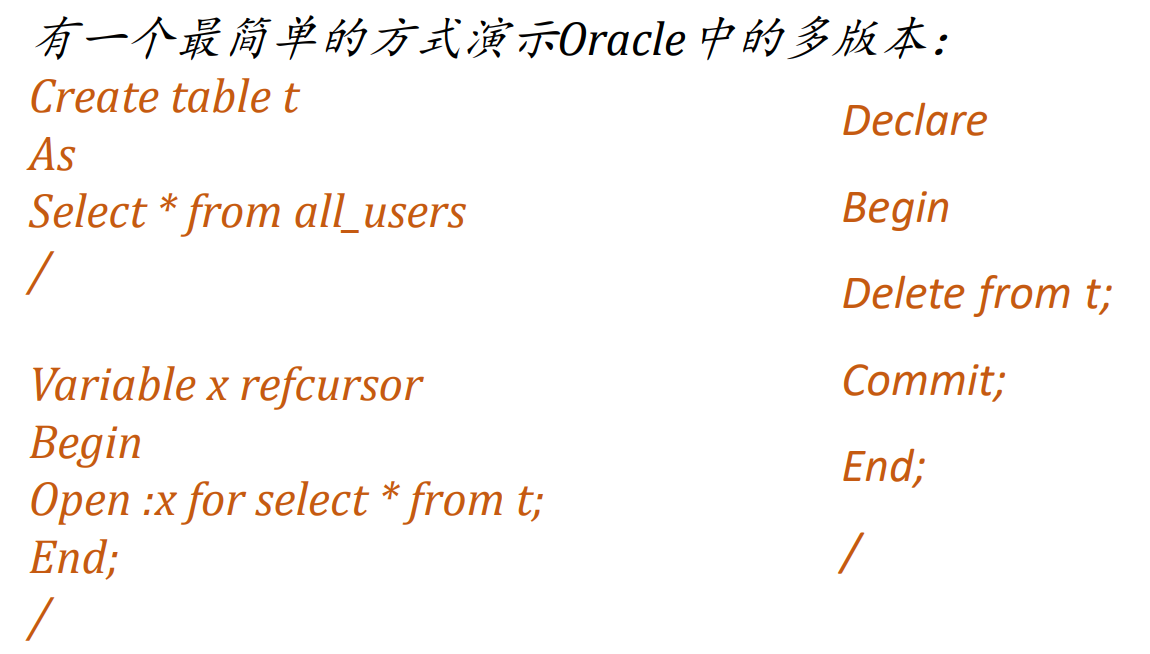 有一个最简单的方式演示Oracle中的多版本：
Create table t
As
Select * from all_users
/
Variable x refcursor
Begin
Open :x for select * from t;
End;
/
Declare
Begin
Delete from t;
Commit;
End;
/